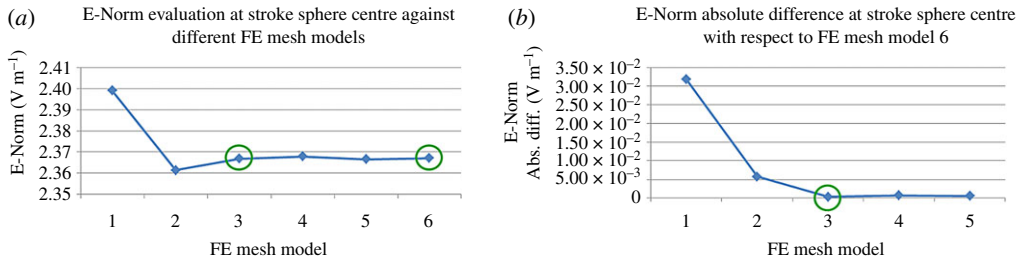 (a)
E-Norm evaluation at stroke sphere centre against
different FE mesh models
E-Norm (V m⁻¹)
2.41
2.40
2.39
2.38
2.37
2.36
2.35
1 2 3 4 5 6
FE mesh model
(b)
E-Norm absolute difference at stroke sphere centre
with respect to FE mesh model 6
E-Norm
Abs. diff. (V m⁻¹)
3.50 × 10⁻²
3.00 × 10⁻²
2.50 × 10⁻²
2.00 × 10⁻²
1.50 × 10⁻²
1.00 × 10⁻²
5.00 × 10⁻³
0
1 2 3 4 5
FE mesh model